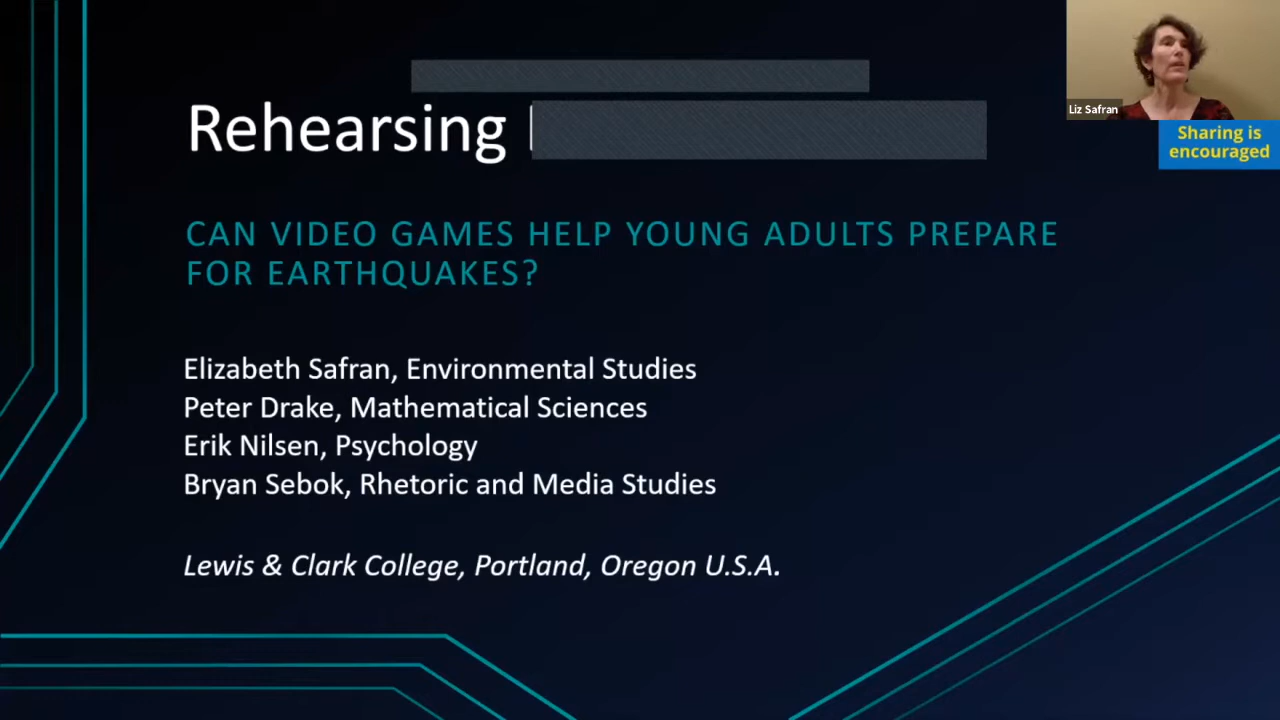 Rehearsing
CAN VIDEO GAMES HELP YOUNG ADULTS PREPARE
FOR EARTHQUAKES?
Elizabeth Safran, Environmental Studies
Peter Drake, Mathematical Sciences
Erik Nilsen, Psychology
Bryan Sebok, Rhetoric and Media Studies
Lewis & Clark College, Portland, Oregon U.S.A.
Liz Safran
Sharing is
encouraged